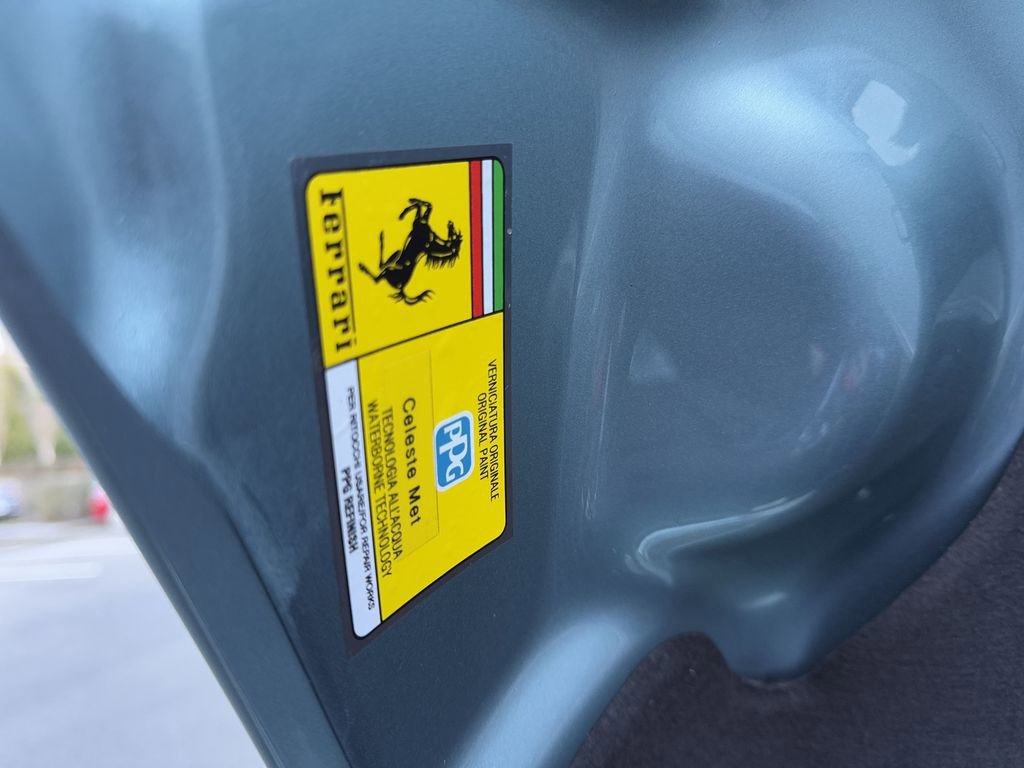 Ferrari
VERNICIATURA ORIGINALE
ORIGINAL PAINT
PPG
Celeste Met
TECNOLOGIA ALL'ACQUA
WATERBORNE TECHNOLOGY
PER RITOCCHI USARE/FOR REPAIR WORKS
PPG REFINISH